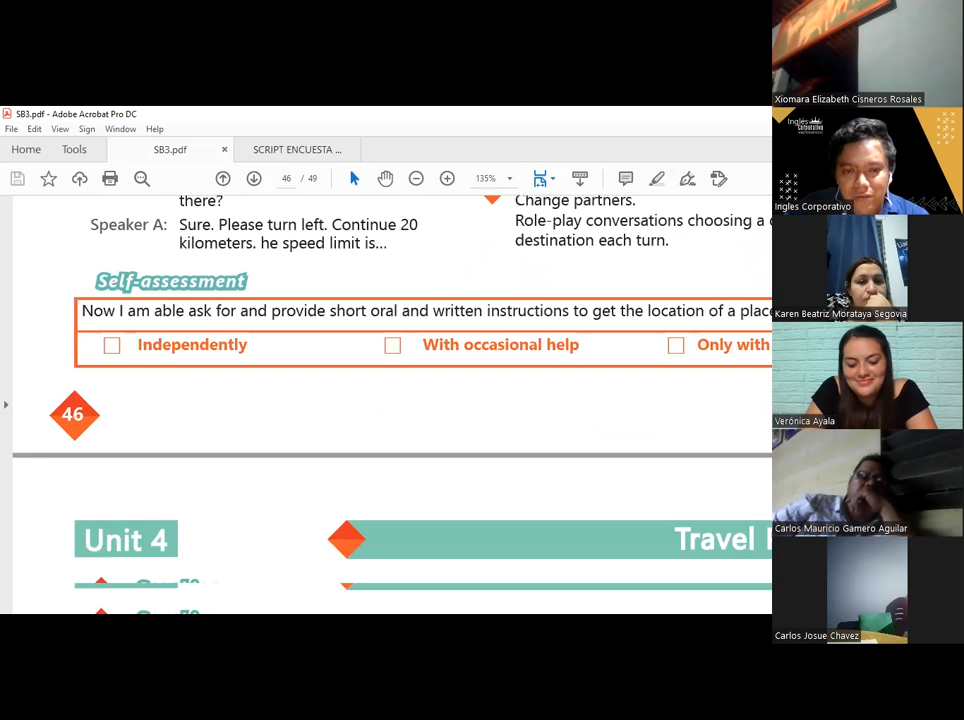 SB3.pdf - Adobe Acrobat Pro DC
File Edit View Sign Window Help
Home Tools SB3.pdf × SCRIPT ENCUESTA ...
46 / 49 135%
there?
Speaker A: Sure. Please turn left. Continue 20
kilometers. he speed limit is...
Change partners.
Role-play conversations choosing a
destination each turn.
Self-assessment
Now I am able ask for and provide short oral and written instructions to get the location of a plac
Independently With occasional help Only with
46
Unit 4 Travel
Xiomara Elizabeth Cisneros Rosales
Inglés
Corporativo
Ingles Corporativo
Karen Beatriz Morataya Segovia
Verónica Ayala
Carlos Mauricio Gamero Aguilar
Carlos Josue Chavez